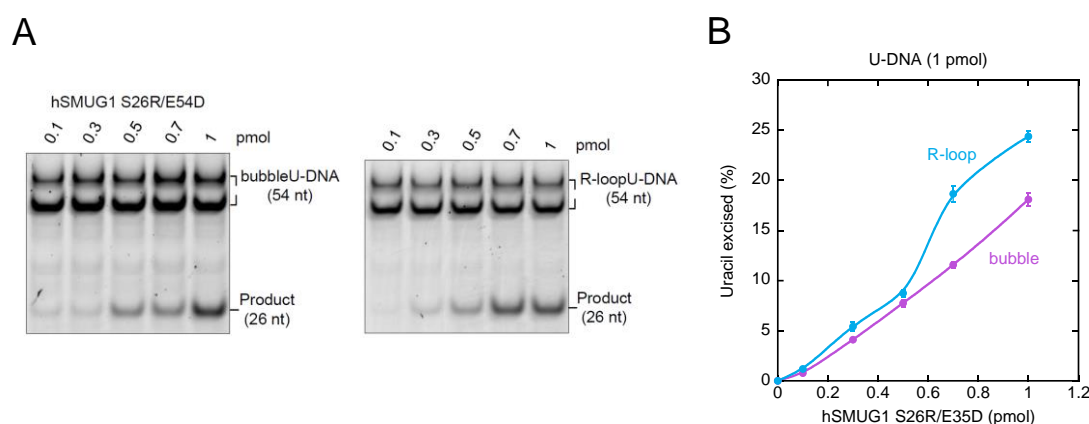 A
hSMUG1 S26R/E54D
0.1 0.3 0.5 0.7 1 pmol
bubbleU-DNA
(54 nt)
Product
(26 nt)
0.1 0.3 0.5 0.7 1 pmol
R-loopU-DNA
(54 nt)
Product
(26 nt)
B
U-DNA (1 pmol)
Uracil excised (%)
30
25
20
15
10
5
0
R-loop
bubble
0 0.2 0.4 0.6 0.8 1 1.2
hSMUG1 S26R/E35D (pmol)